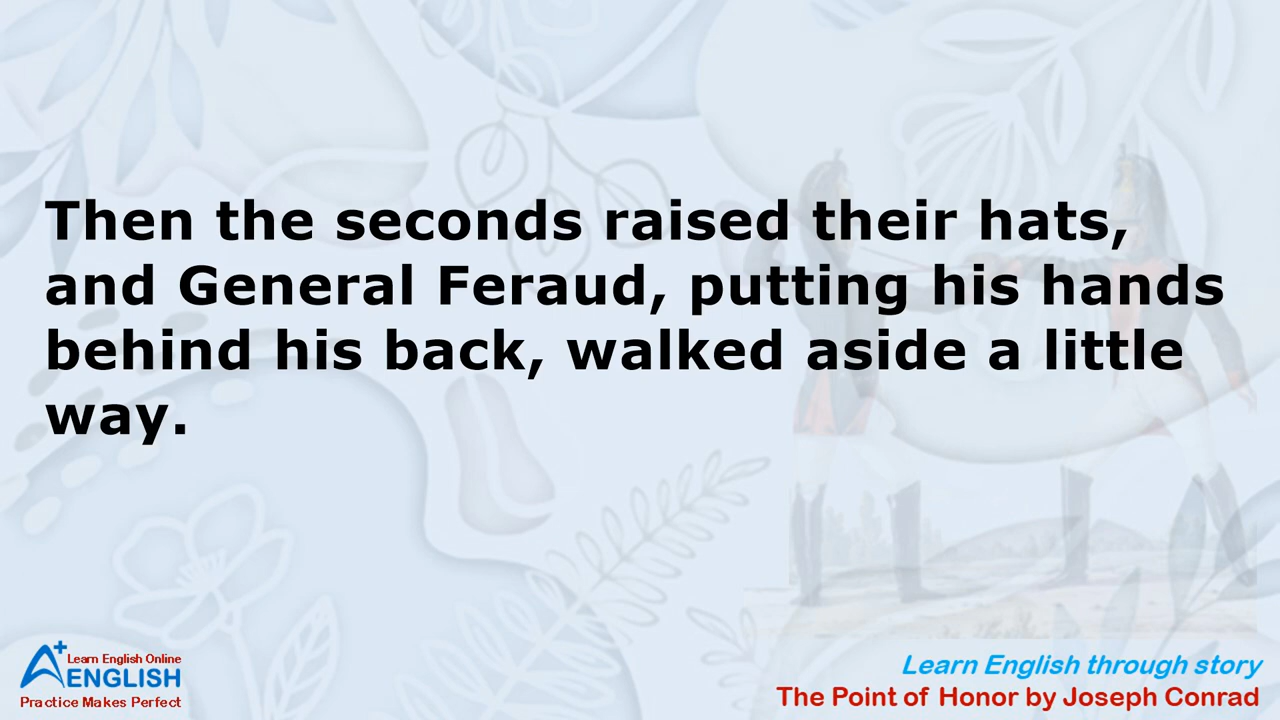 Then the seconds raised their hats,
and General Feraud, putting his hands
behind his back, walked aside a little
way.
A+ Learn English Online
ENGLISH
Practice Makes Perfect
Learn English through story
The Point of Honor by Joseph Conrad